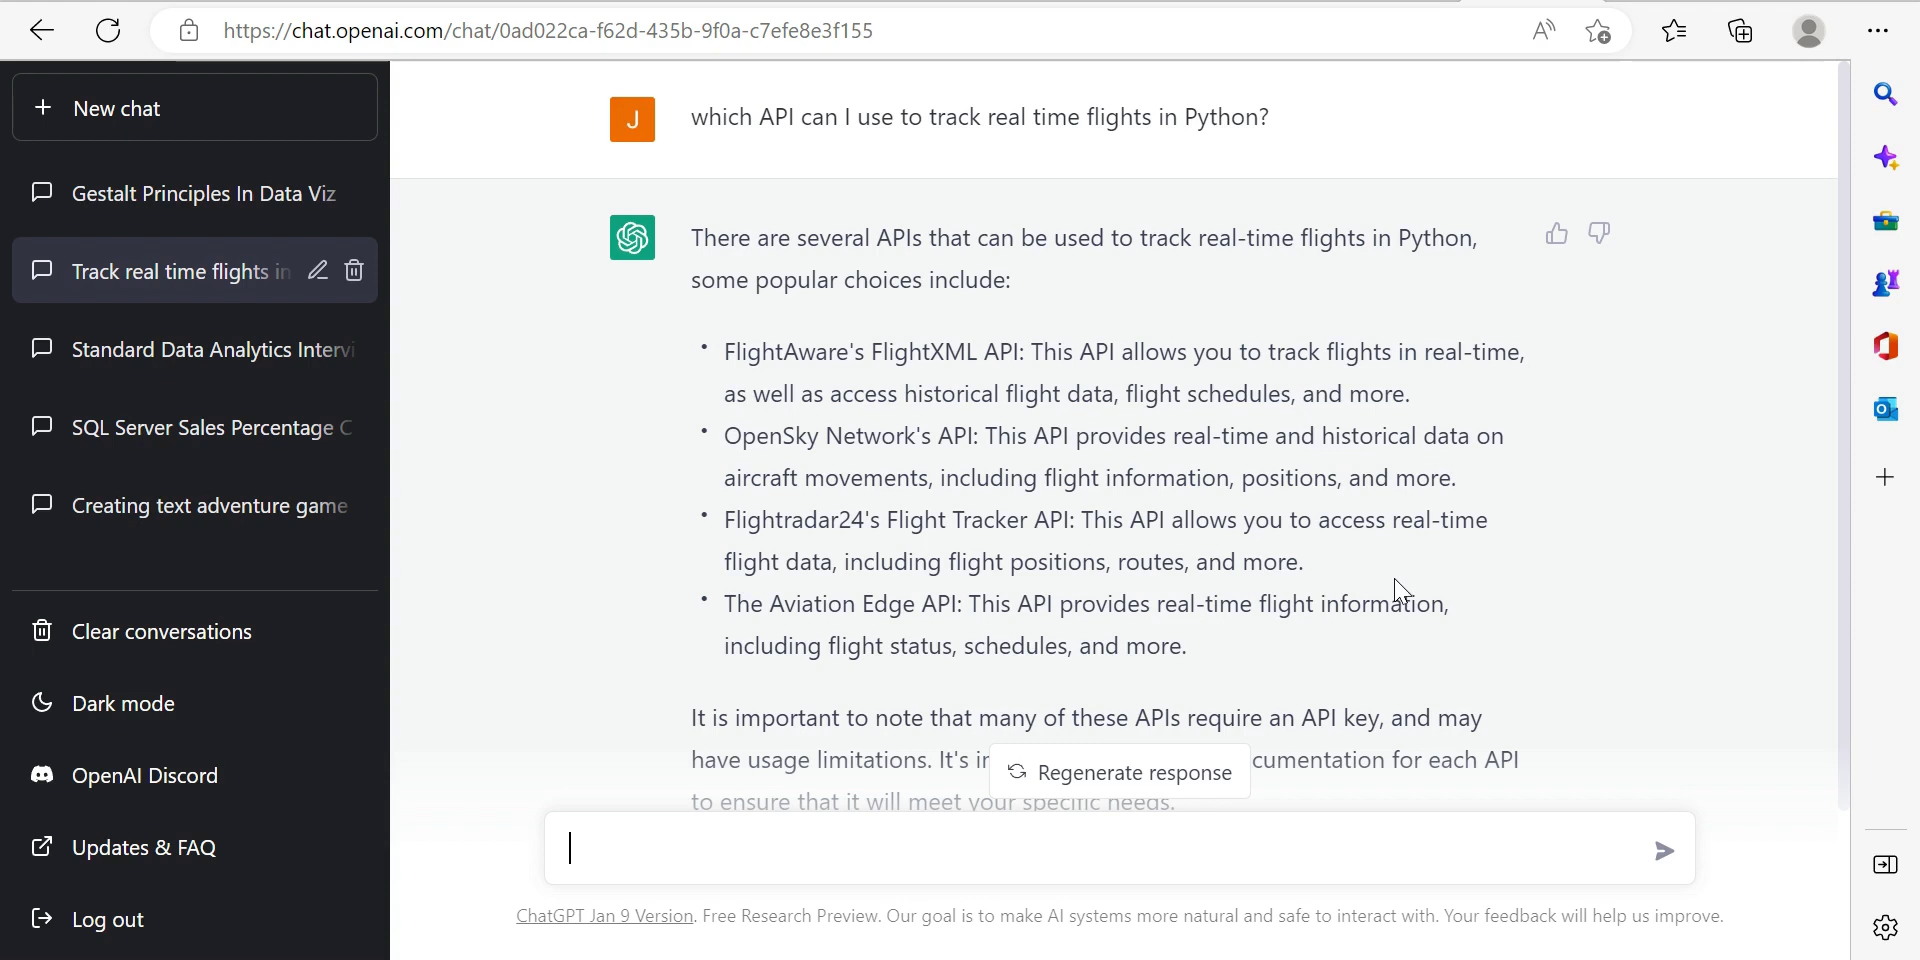 https://chat.openai.com/chat/0ad022ca-f62d-435b-9f0a-c7efe8e3f155
New chat
Gestalt Principles In Data Viz
Track real time flights in
Standard Data Analytics Intervi
SQL Server Sales Percentage C
Creating text adventure game
Clear conversations
Dark mode
OpenAI Discord
Updates & FAQ
Log out
J
which API can I use to track real time flights in Python?
There are several APIs that can be used to track real-time flights in Python,
some popular choices include:
• FlightAware's FlightXML API: This API allows you to track flights in real-time,
as well as access historical flight data, flight schedules, and more.
• OpenSky Network's API: This API provides real-time and historical data on
aircraft movements, including flight information, positions, and more.
• Flightradar24's Flight Tracker API: This API allows you to access real-time
flight data, including flight positions, routes, and more.
• The Aviation Edge API: This API provides real-time flight information,
including flight status, schedules, and more.
It is important to note that many of these APIs require an API key, and may
have usage limitations. It's cumentation for each API
Regenerate response
to ensure that it will meet your specific needs.
ChatGPT Jan 9 Version. Free Research Preview. Our goal is to make AI systems more natural and safe to interact with. Your feedback will help us improve.